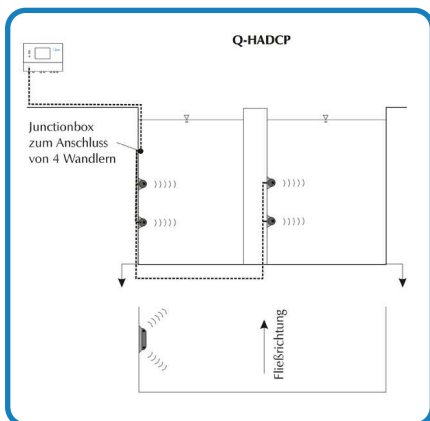 Q-HADCP
Junctionbox
zum Anschluss
von 4 Wandlern
Fließrichtung